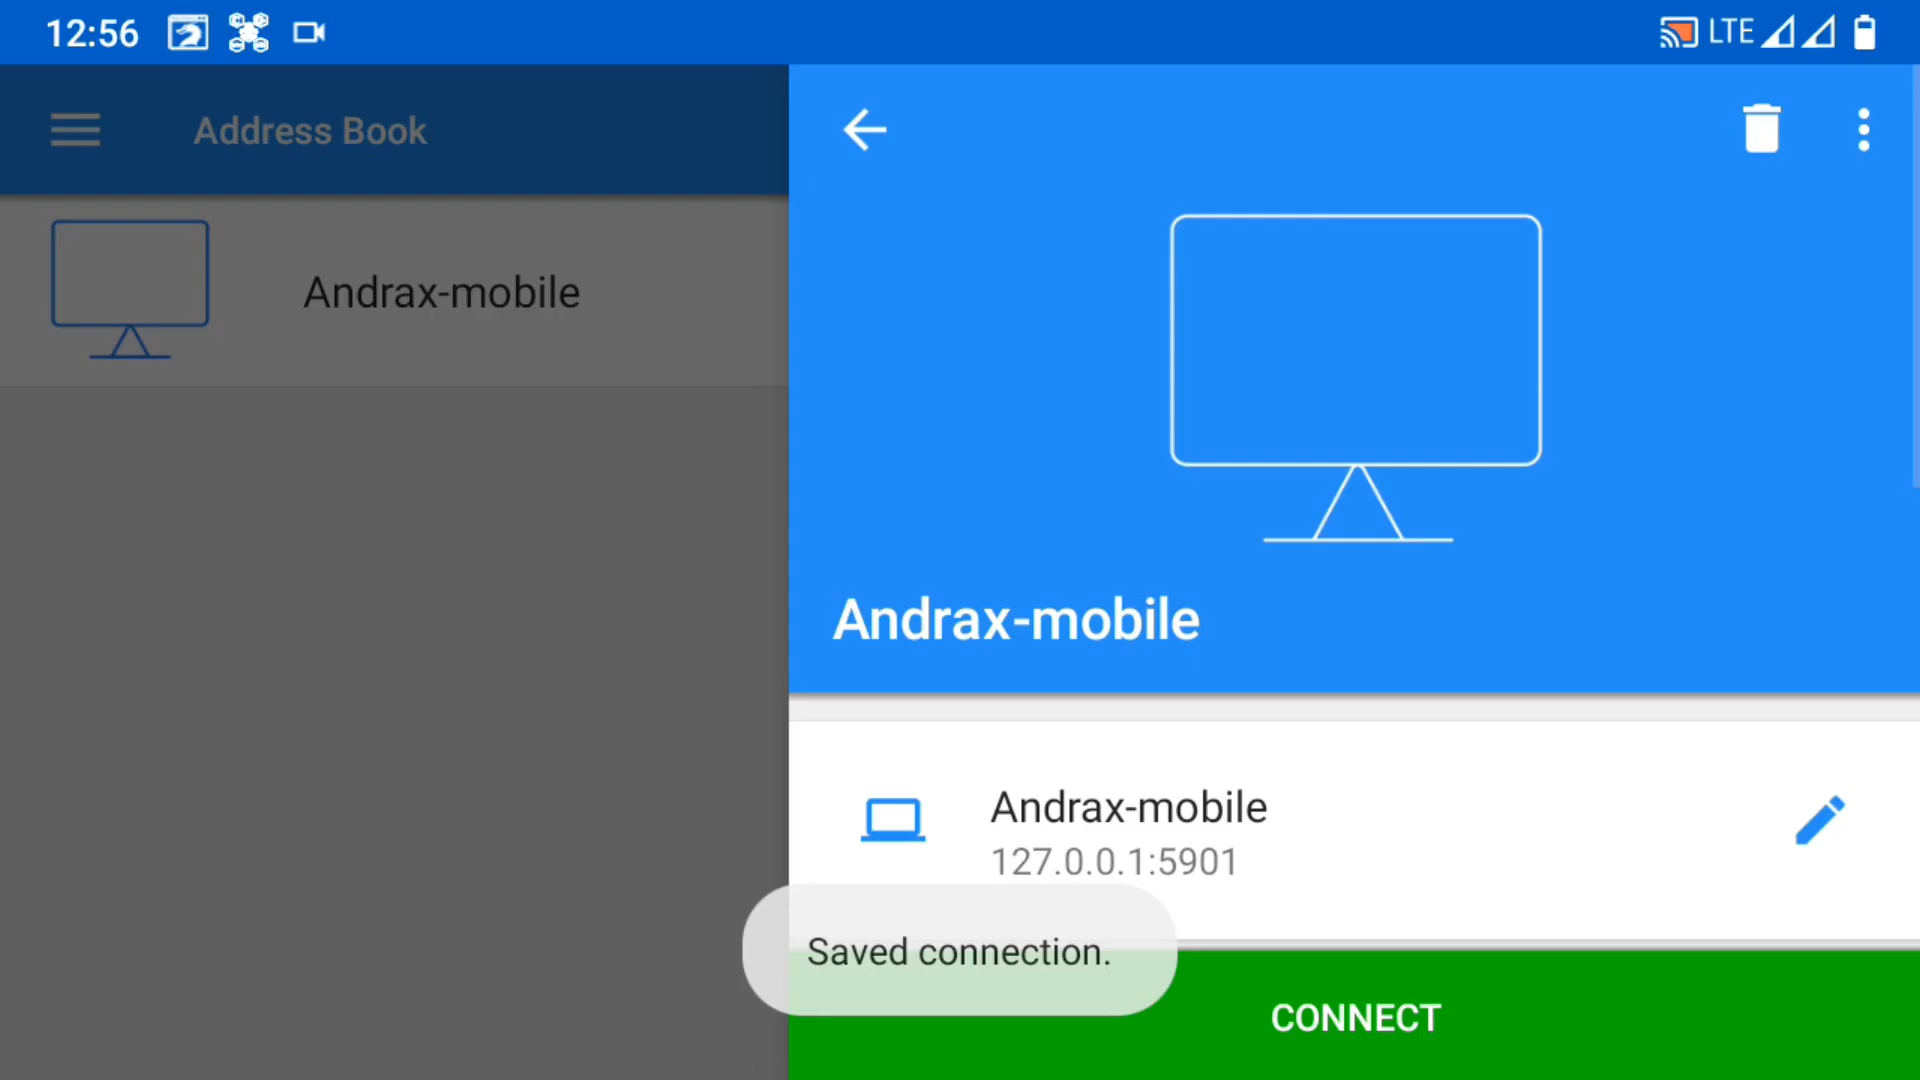 12:56
LTE
Address Book
Andrax-mobile
Andrax-mobile
Andrax-mobile
127.0.0.1:5901
Saved connection.
CONNECT